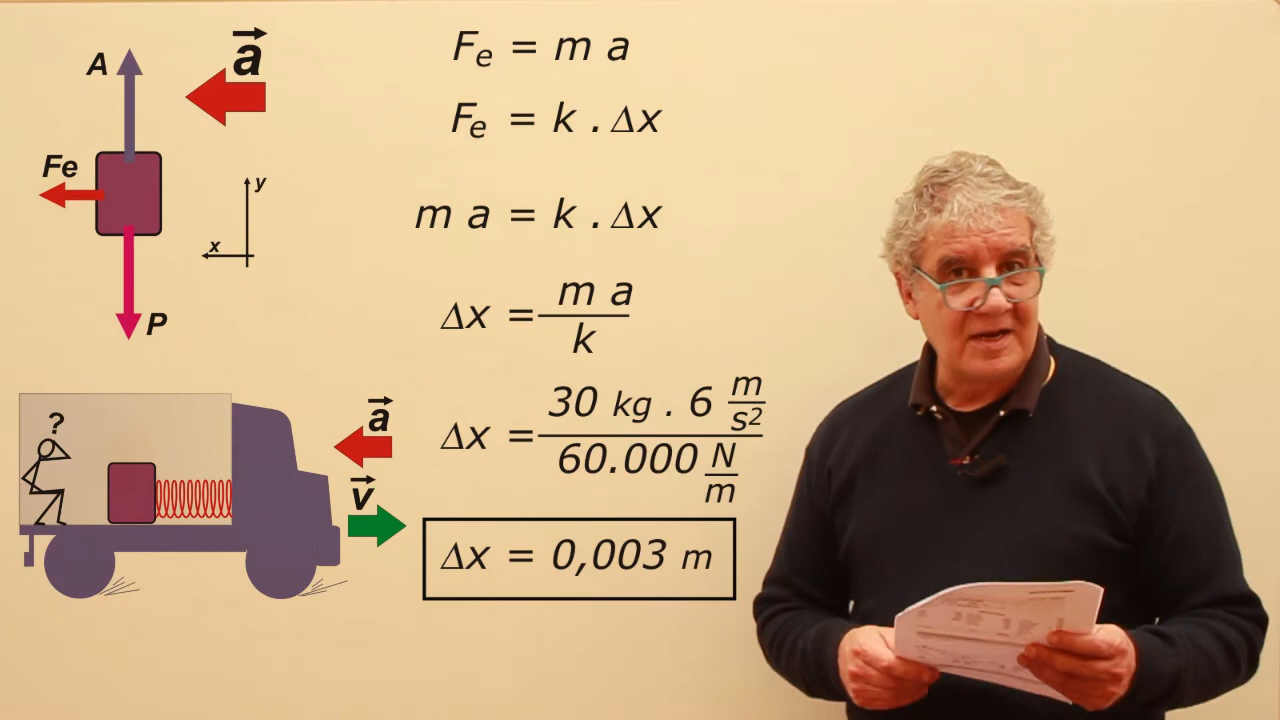 A
a
Fe
y
x
P
?
a
v
Fe = m a
Fe = k . Δx
m a = k . Δx
Δx = m a / k
Δx = 30 kg . 6 m/s² / 60.000 N/m
Δx = 0,003 m